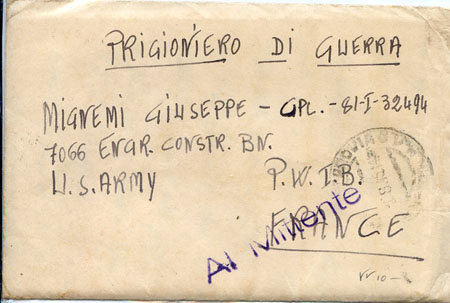 PRIGIONIERO DI GUERRA
MIGNEMI GIUSEPPE - CPL. - 81-I-32494
7066 ENGR. CONSTR. BN.
U.S. ARMY P.W.I.B.
FRANCE
Al Mittente